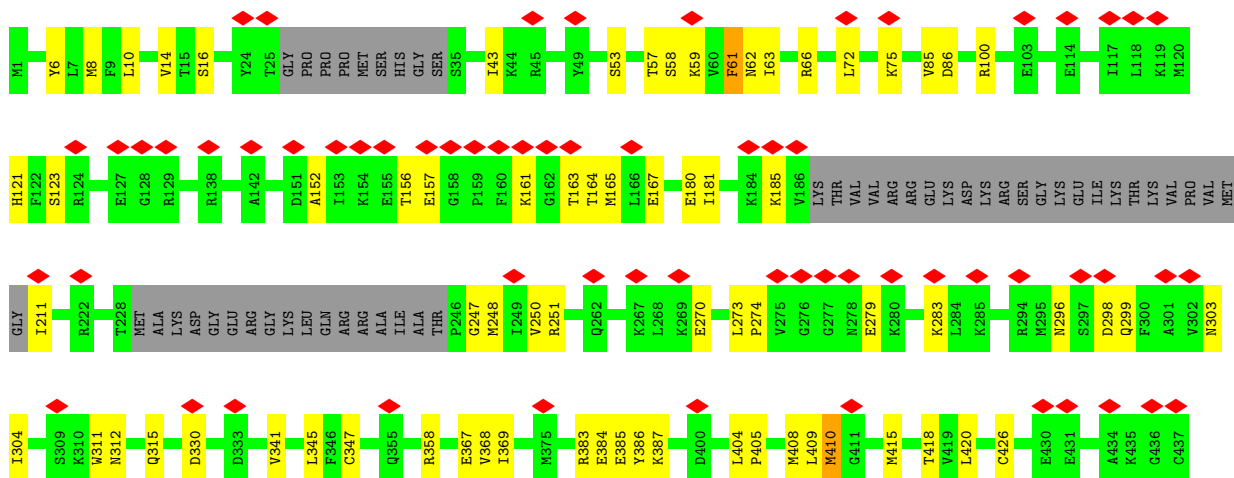 M1 Y6 L7 M8 F9 L10 V14 T15 S16 Y24 T25 GLY PRO PRO PRO MET SER HIS GLY SER S35 I43 K44 R45 Y49 S53 T57 S58 K59 V60 F61 N62 I63 R66 L72 K75 V85 D86 R100 E103 E114 I117 L118 K119 M120
H121 F122 S123 R124 E127 G128 R129 R138 A142 D151 A152 I153 K154 E155 T156 E157 G158 P159 F160 K161 G162 T163 T164 M165 L166 E167 E180 I181 K184 K185 V186 LYS THR VAL VAL ARG ARG GLU LYS ASP LYS ARG SER GLY LYS GLU ILE LYS THR LYS VAL PRO VAL MET
GLY I211 R222 T228 MET ALA LYS ASP GLY GLU ARG GLY LYS LEU GLN ARG ARG ALA ILE ALA THR P246 G247 M248 I249 V250 R251 Q262 K267 L268 K269 E270 L273 P274 V275 G276 G277 N278 E279 K280 K283 L284 K285 R294 M295 N296 S297 D298 Q299 F300 A301 V302 N303
I304 S309 K310 W311 N312 Q315 D330 D333 V341 L345 F346 C347 Q355 R358 E367 V368 I369 M375 R383 E384 E385 Y386 K387 D400 L404 P405 M408 L409 M410 G411 M415 T418 V419 L420 C426 E430 E431 A434 K435 G436 C437